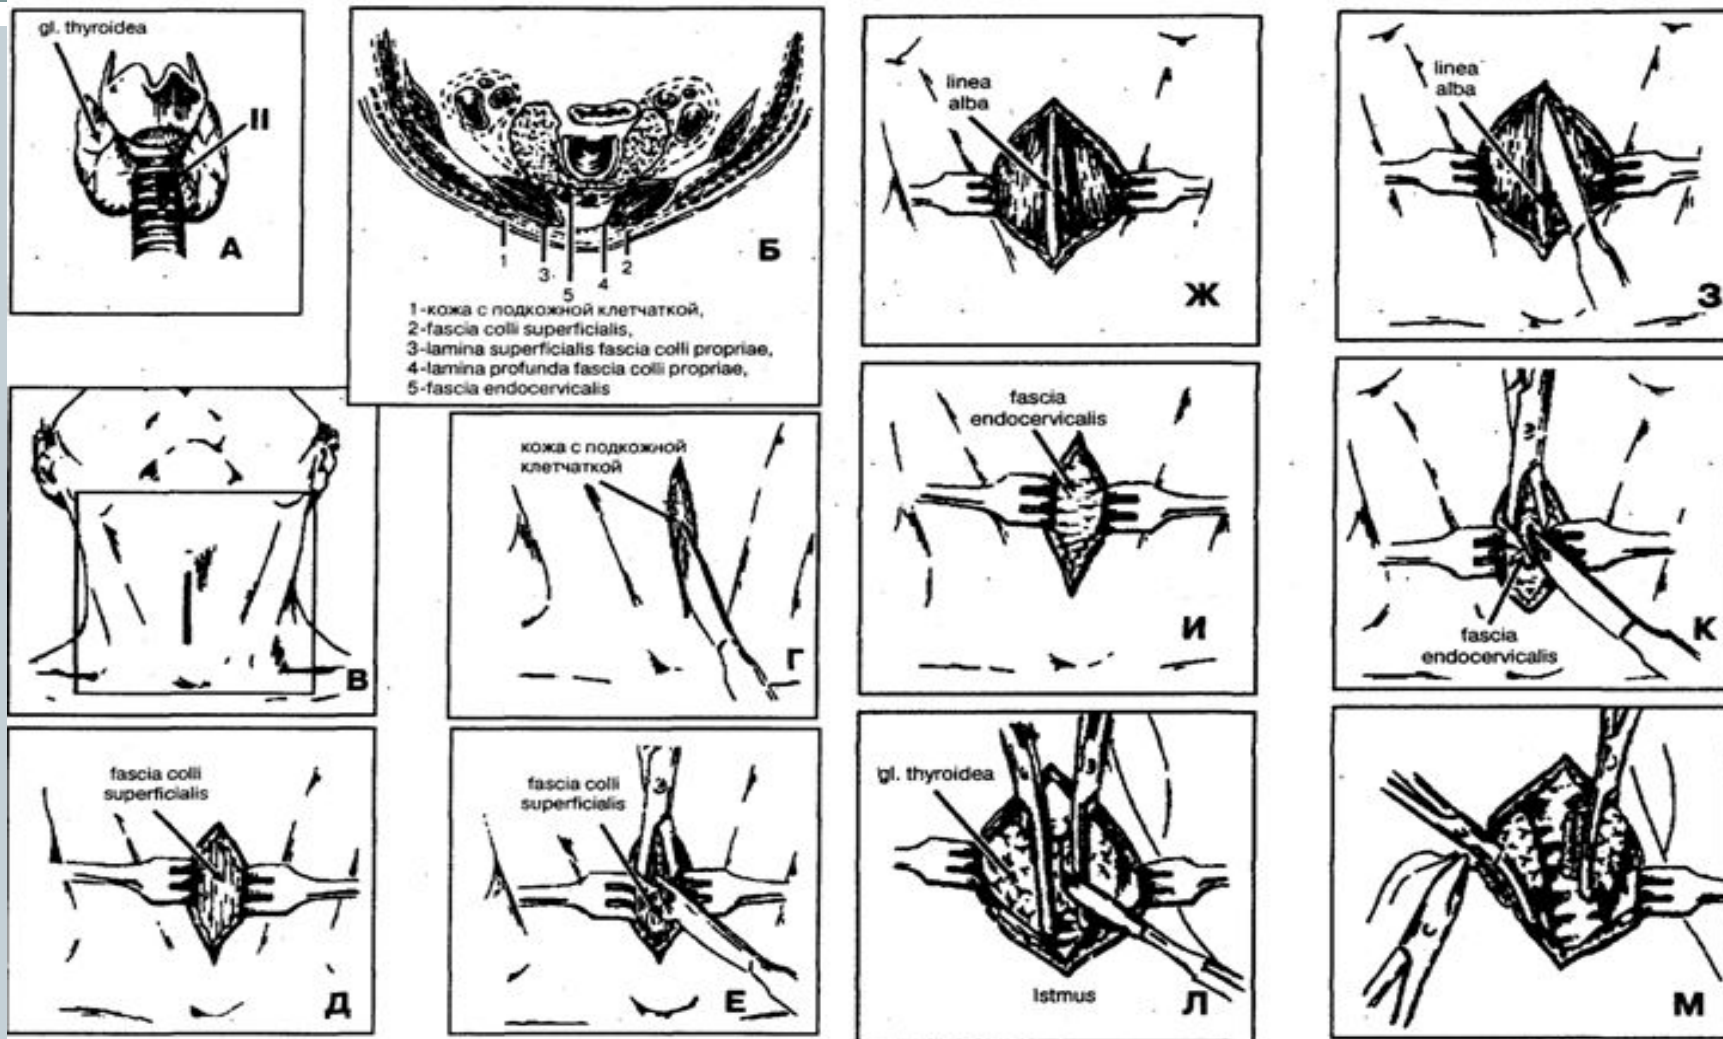 gl. thyroidea
II
А
1
3
5
4
2
Б
1-кожа с подкожной клетчаткой,
2-fascia colli superficialis,
3-lamina superficialis fascia colli propriae,
4-lamina profunda fascia colli propriae,
5-fascia endocervicalis
В
кожа с подкожной
клетчаткой
Г
fascia colli
superficialis
Д
fascia colli
superficialis
Е
linea
alba
Ж
linea
alba
З
fascia
endocervicalis
И
fascia
endocervicalis
К
gl. thyroidea
Istmus
Л
М